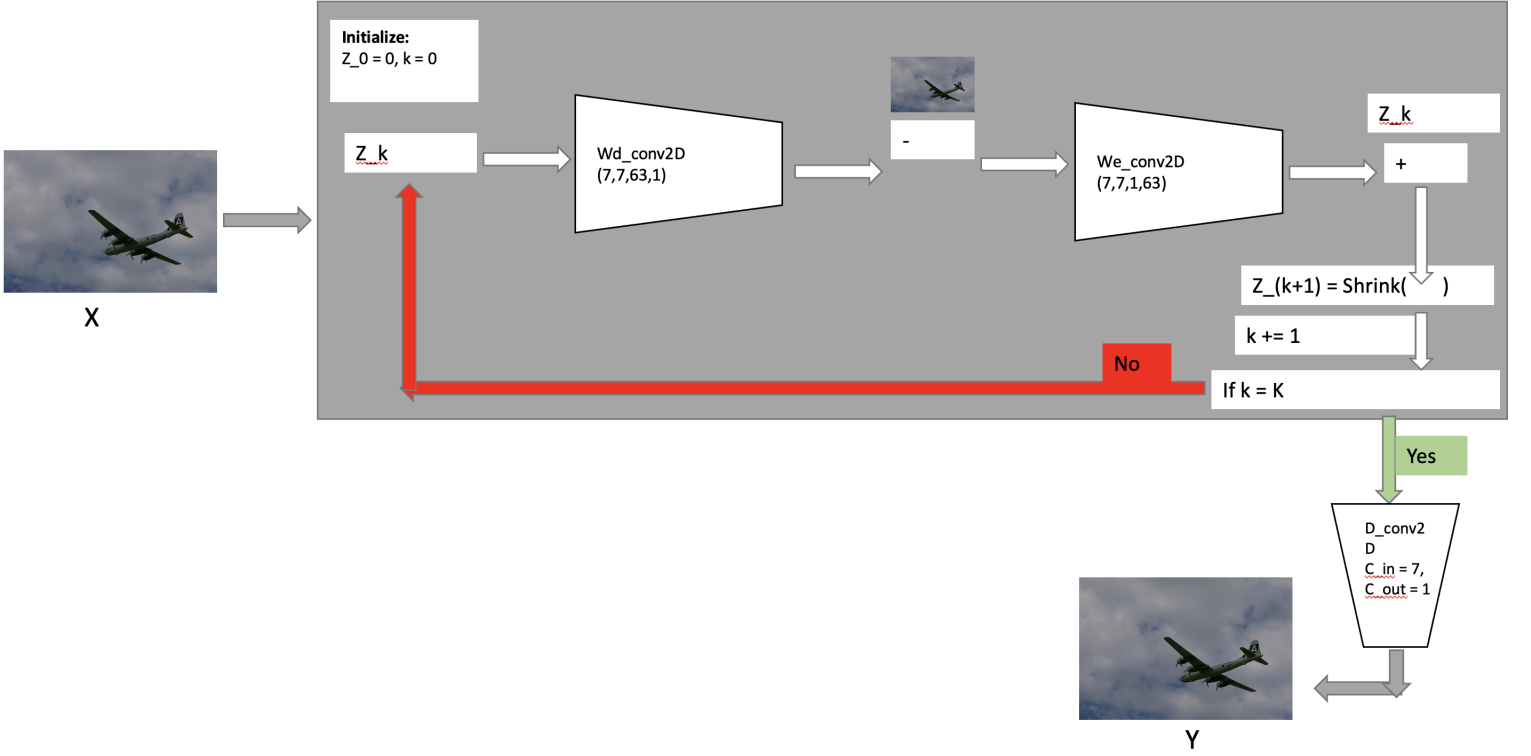 Initialize:
Z_0 = 0, k = 0
Z_k
Wd_conv2D
(7,7,63,1)
-
We_conv2D
(7,7,1,63)
Z_k
+
Z_(k+1) = Shrink( )
k += 1
If k = K
No
Yes
X
D_conv2
D
C_in = 7,
C_out = 1
Y